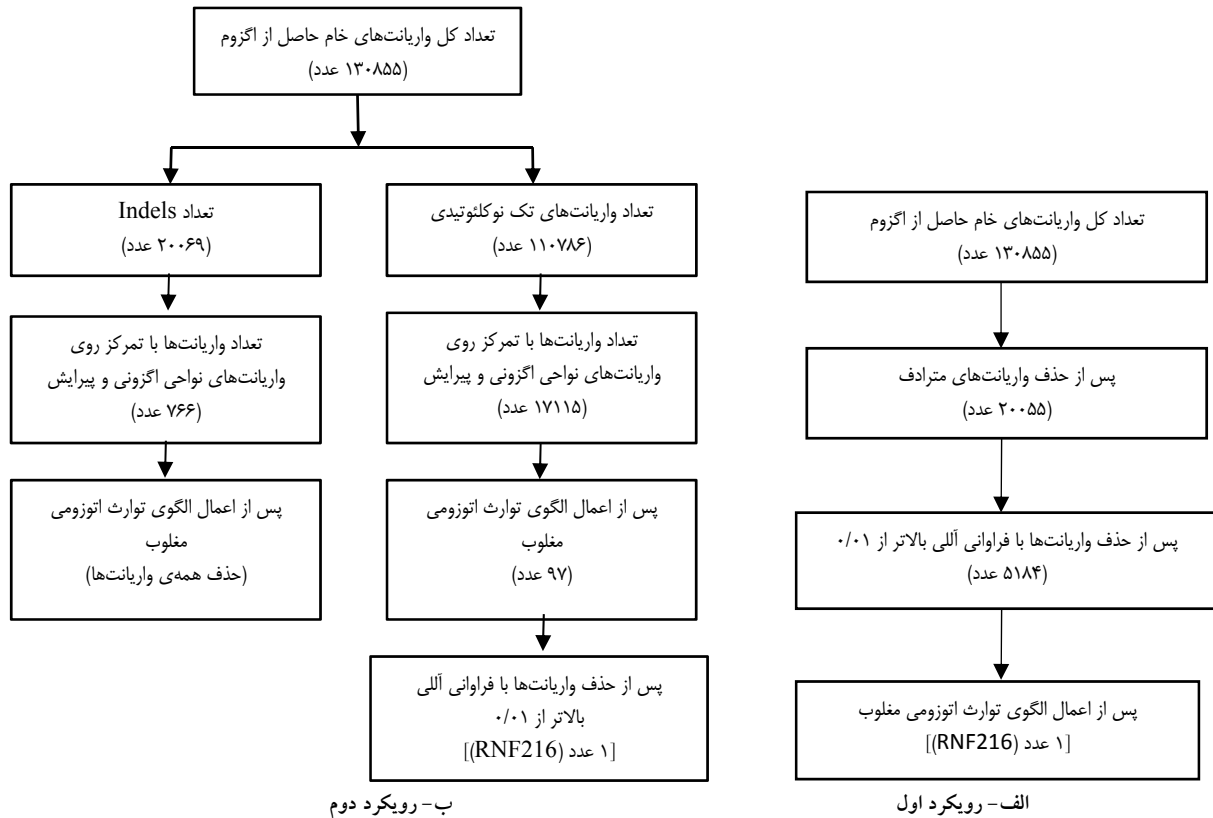 تعداد کل واریانت‌های خام حاصل از اگزوم
(۱۳۰۸۵۵ عدد)
پس از حذف واریانت‌های مترادف
(۲۰۰۵۵ عدد)
پس از حذف واریانت‌ها با فراوانی آللی بالاتر از ۰/۰۱
(۵۱۸۴ عدد)
پس از اعمال الگوی توارث اتوزومی مغلوب
[۱ عدد (RNF216)]
الف- رویکرد اول
تعداد کل واریانت‌های خام حاصل از اگزوم
(۱۳۰۸۵۵ عدد)
تعداد واریانت‌های تک نوکلئوتیدی
(۱۱۰۷۸۶ عدد)
تعداد واریانت‌ها با تمرکز روی
واریانت‌های نواحی اگزونی و پیرایش
(۱۷۱۱۵ عدد)
پس از اعمال الگوی توارث اتوزومی
مغلوب
(۹۷ عدد)
پس از حذف واریانت‌ها با فراوانی آللی
بالاتر از ۰/۰۱
[۱ عدد (RNF216)]
تعداد Indels
(۲۰۰۶۹ عدد)
تعداد واریانت‌ها با تمرکز روی
واریانت‌های نواحی اگزونی و پیرایش
(۷۶۶ عدد)
پس از اعمال الگوی توارث اتوزومی
مغلوب
(حذف همه‌ی واریانت‌ها)
ب- رویکرد دوم